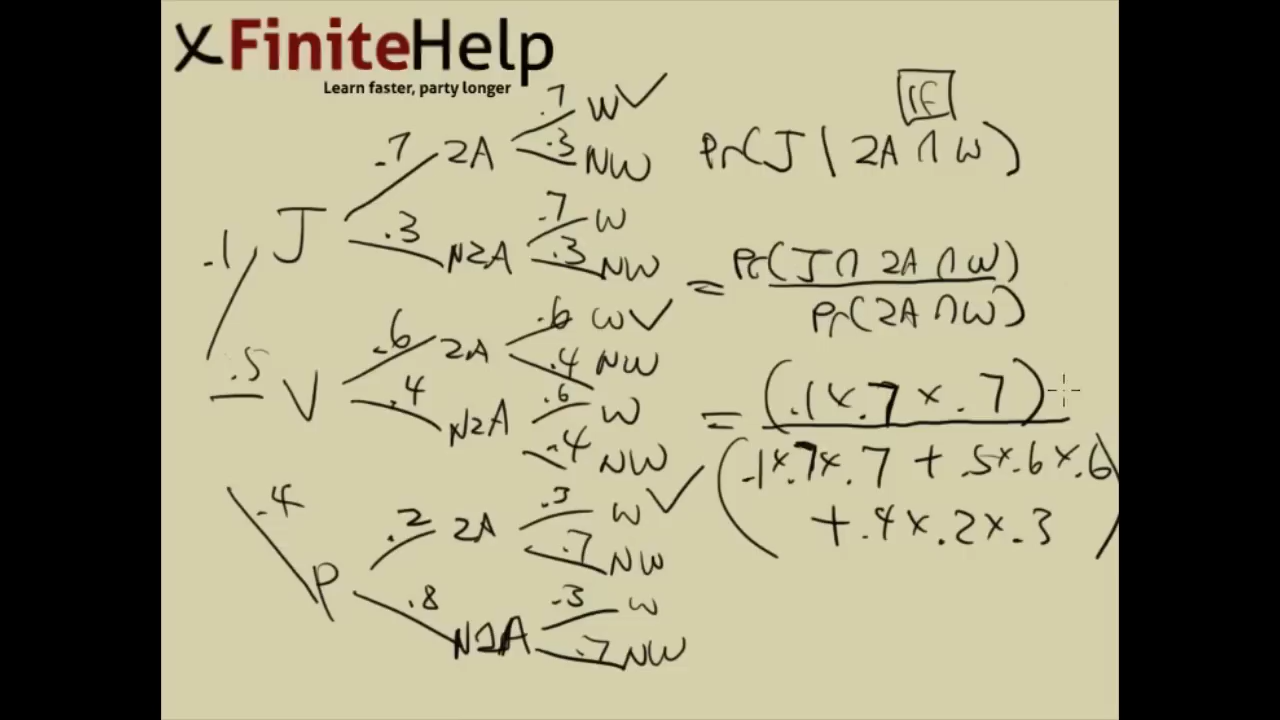 xFiniteHelp
Learn faster, party longer
IF
.7 W✓
.7 2A .3 NW
Pr(J | 2A ∩ W)
.1 J
.3 N2A .7 W
.3 NW
= Pr(J ∩ 2A ∩ W)
Pr(2A ∩ W)
.6 2A .6 W✓
.4 NW
.5 V
.4 N2A .6 W
.4 NW
= (.1 × .7 × .7)
(.1×.7×.7 + .5×.6×.6
+ .4×.2×.3)
.4 P
.2 2A .3 W✓
.7 NW
.8 N2A .3 W
.7 NW